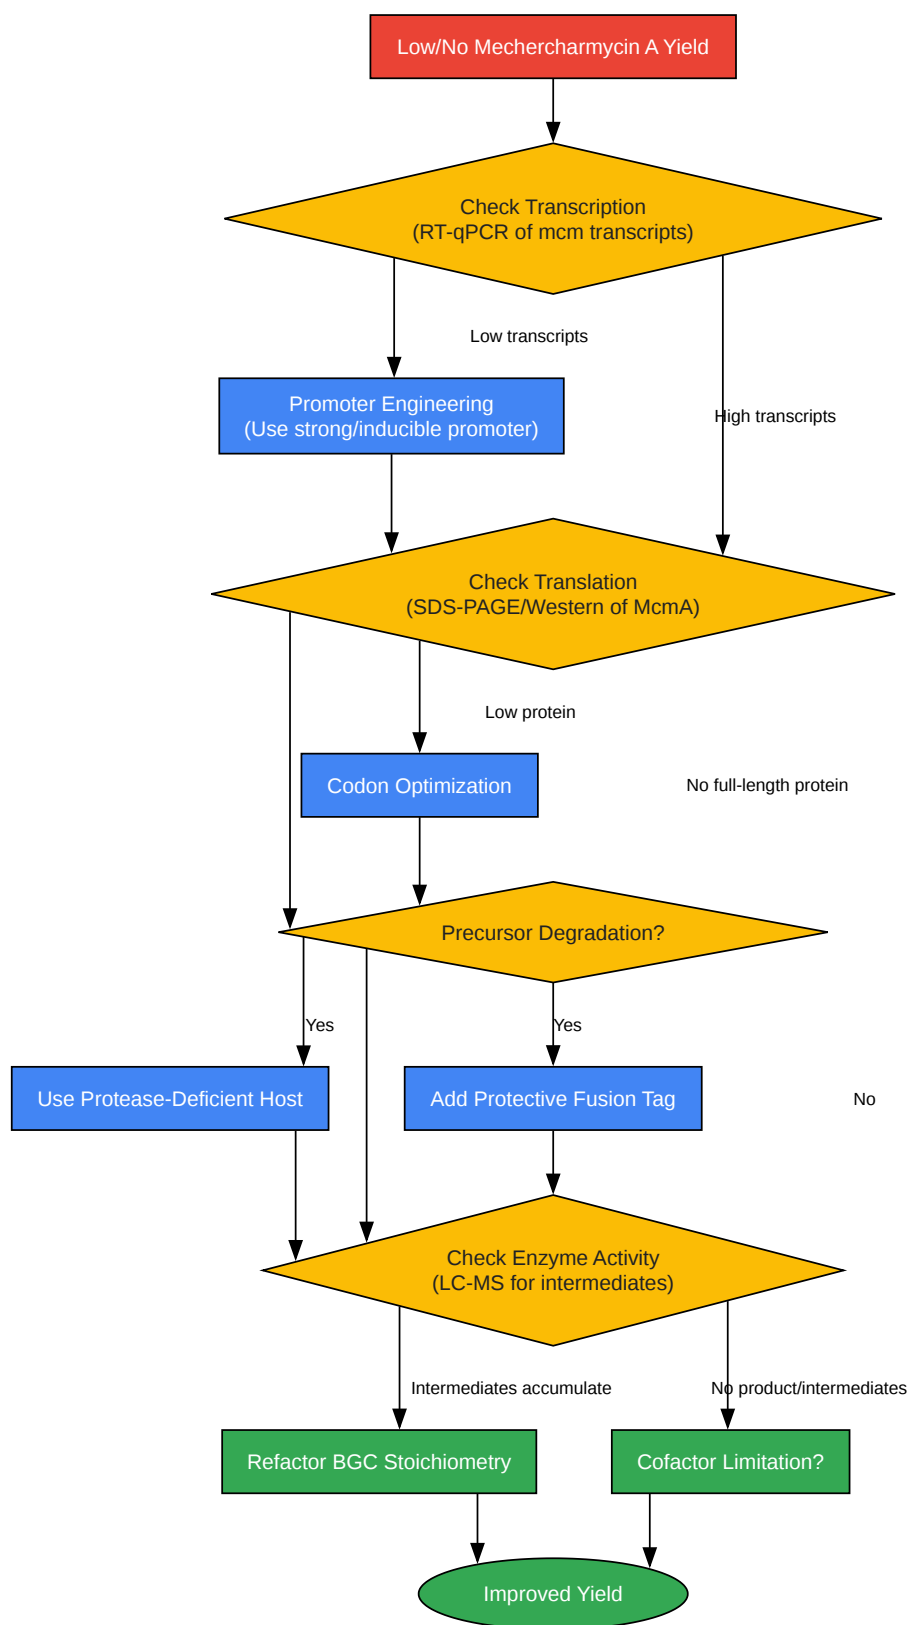 Low/No Mechercharmycin A Yield
Check Transcription
(RT-qPCR of mcm transcripts)
Low transcripts
Promoter Engineering
(Use strong/inducible promoter)
High transcripts
Check Translation
(SDS-PAGE/Western of McmA)
Low protein
Codon Optimization
No full-length protein
Precursor Degradation?
Yes
Yes
Use Protease-Deficient Host
Add Protective Fusion Tag
No
Check Enzyme Activity
(LC-MS for intermediates)
Intermediates accumulate
No product/intermediates
Refactor BGC Stoichiometry
Cofactor Limitation?
Improved Yield